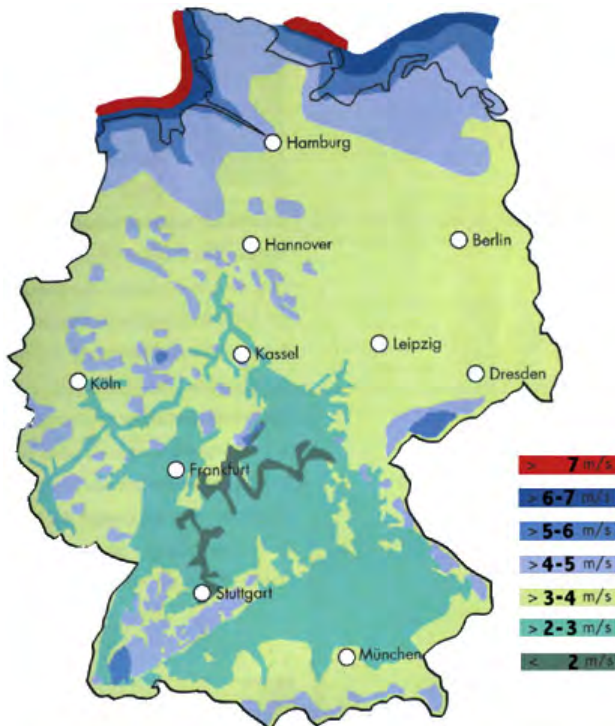 Hamburg
Hannover
Berlin
Kassel
Leipzig
Köln
Dresden
Frankfurt
Stuttgart
München
> 7 m/s
> 6-7 m/s
> 5-6 m/s
> 4-5 m/s
> 3-4 m/s
> 2-3 m/s
< 2 m/s